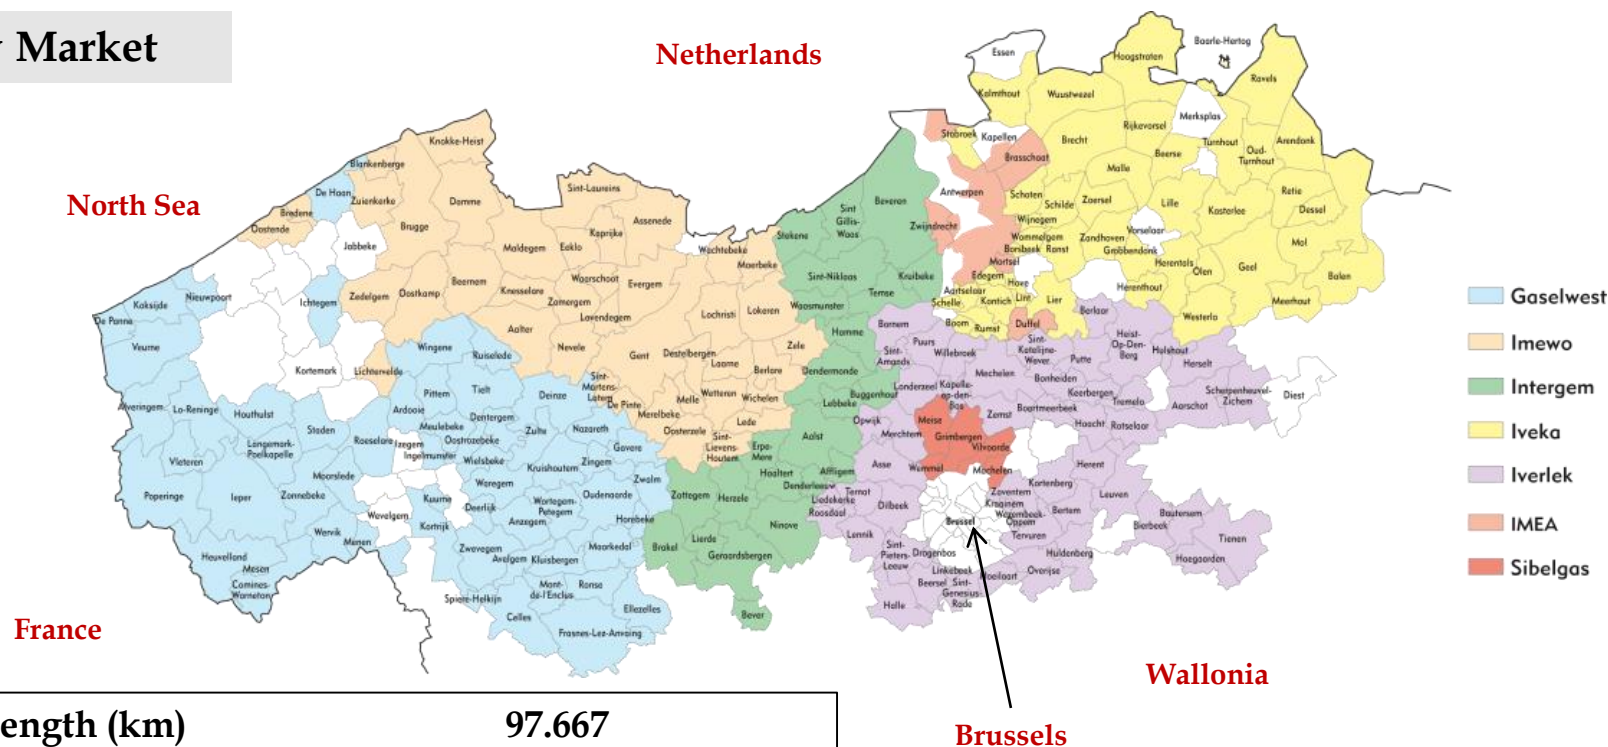 Market
Netherlands
North Sea
France
Wallonia
Brussels
Essen
Baarle-Hertog
Hoogstraten
Ravels
Kalmthout
Wuustwezel
Merksplas
Rijkevorsel
Stabroek
Kapellen
Brecht
Turnhout
Arendonk
Oud-
Turnhout
Beerse
Brasschaat
Malle
Knokke-Heist
Blankenberge
De Haan
Zuienkerke
Damme
Sint-Laureins
Antwerpen
Schoten
Schilde
Zoersel
Lille
Kasterlee
Retie
Dessel
Bredene
Oostende
Brugge
Assenede
Kaprijke
Sint
Gillis-
Waas
Beveren
Zwijndrecht
Wijnegem
Wommelgem
Borsbeek
Ranst
Zandhoven
Vorselaar
Grobbendonk
Mol
Jabbeke
Maldegem
Eeklo
Wachtebeke
Moerbeke
Stekene
Mortsel
Herentals
Olen
Geel
Balen
Zedelgem
Oostkamp
Beernem
Knesselare
Waarschoot
Zomergem
Evergem
Sint-Niklaas
Kruibeke
Temse
Edegem
Hove
Aartselaar
Schelle
Kontich
Lint
Lier
Herenthout
Meerhout
Koksijde
Nieuwpoort
Ichtegem
De Panne
Veurne
Lovendegem
Lochristi
Lokeren
Waasmunster
Boom
Rumst
Duffel
Berlaar
Westerlo
Aalter
Nevele
Gent
Destelbergen
Laarne
Zele
Berlare
Hamme
Bornem
Puurs
Willebroek
Sint-
Amands
Sint-
Katelijne-
Waver
Putte
Heist-
Op-Den-
Berg
Hulshout
Herselt
Kortemark
Lichtervelde
Wingene
Ruiselede
Dendermonde
Mechelen
Bonheiden
Keerbergen
Tremelo
Aarschot
Scherpenheuvel-
Zichem
Diest
Alveringem
Lo-Reninge
Houthulst
Staden
Pittem
Tielt
Deinze
Sint-
Martens-
Latem
De Pinte
Merelbeke
Melle
Wetteren
Wichelen
Lebbeke
Buggenhout
Londerzeel
Kapelle-
op-den-
Bos
Ardooie
Meulebeke
Dentergem
Oostrozebeke
Zulte
Nazareth
Oosterzele
Lede
Sint-
Lievens-
Houtem
Erpe-
Mere
Aalst
Opwijk
Merchtem
Meise
Grimbergen
Vilvoorde
Zemst
Boortmeerbeek
Haacht
Rotselaar
Langemark-
Poelkapelle
Roeselare
Izegem
Ingelmunster
Wielsbeke
Gavere
Vleteren
Moorslede
Kruishoutem
Zingem
Zwalm
Haaltert
Denderleeuw
Affligem
Asse
Wemmel
Machelen
Herent
Poperinge
Ieper
Zonnebeke
Kuurne
Waregem
Deerlijk
Wortegem-
Petegem
Oudenaarde
Zottegem
Herzele
Liedekerke
Roosdaal
Ternat
Dilbeek
Zaventem
Kraainem
Wezembeek-
Oppem
Kortenberg
Leuven
Wevelgem
Kortrijk
Anzegem
Horebeke
Ninove
Brussel
Tervuren
Bertem
Bierbeek
Boutersem
Tienen
Wervik
Menen
Zwevegem
Avelgem
Kluisbergen
Maarkedal
Brakel
Lierde
Geraardsbergen
Lennik
Sint-
Pieters-
Leeuw
Drogenbos
Linkebeek
Beersel
Sint-
Genesius-
Rode
Hoeilaart
Overijse
Huldenberg
Hoegaarden
Heuvelland
Mesen
Comines-
Warneton
Spiere-Helkijn
Mont-
de-l'Enclus
Ronse
Celles
Ellezelles
Frasnes-Lez-Anvaing
Bever
Halle
Gaselwest
Imewo
Intergem
Iveka
Iverlek
IMEA
Sibelgas
ength (km) 97.667